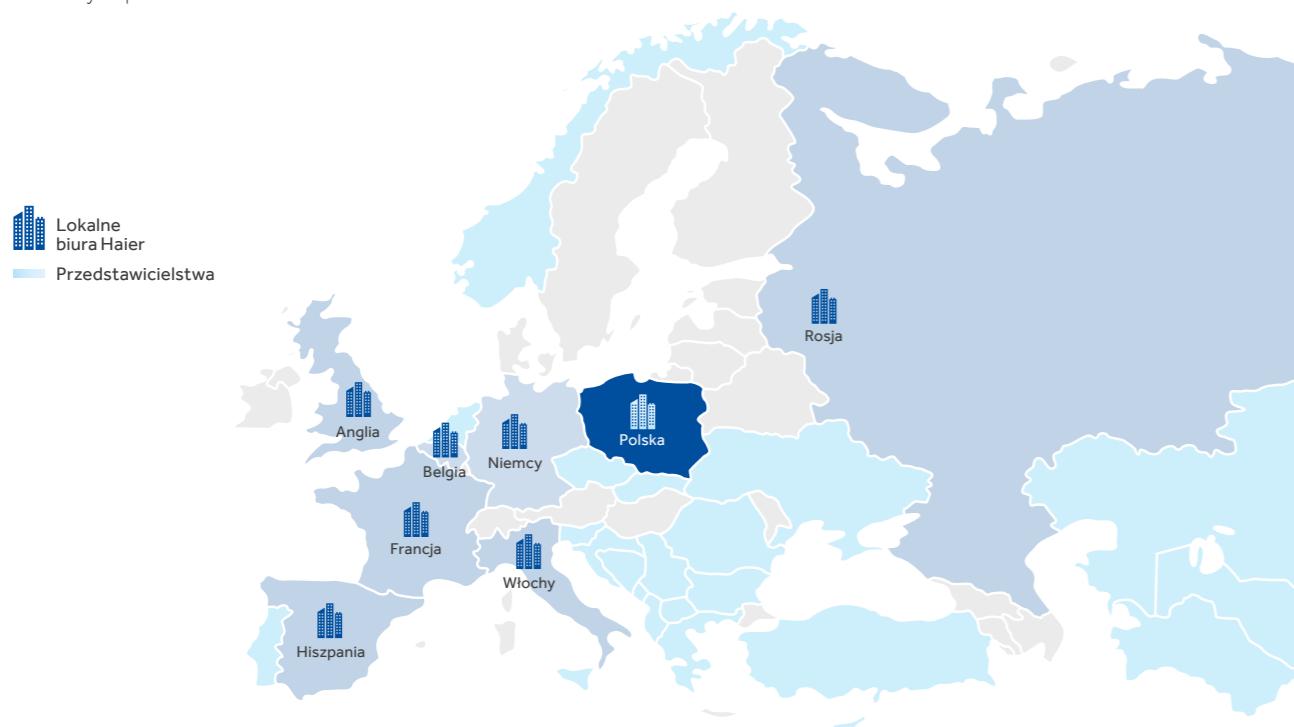 Lokalne
biura Haier
Przedstawicielstwa
Rosja
Anglia
Polska
Belgia
Niemcy
Francja
Włochy
Hiszpania